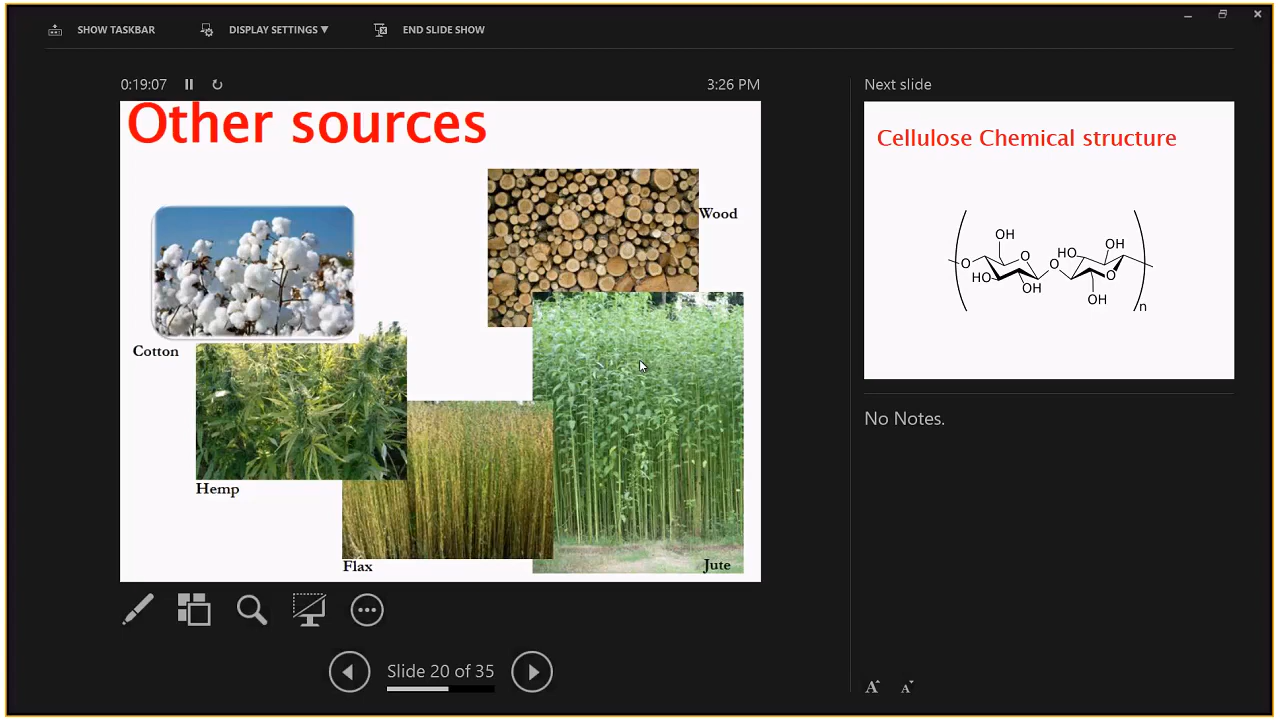 SHOW TASKBAR
DISPLAY SETTINGS ▼
END SLIDE SHOW
0:19:07
3:26 PM
Other sources
Wood
Cotton
Hemp
Flax
Jute
Slide 20 of 35
Next slide
Cellulose Chemical structure
OH
O
O
HO
OH
O
HO
OH
O
OH
n
No Notes.
A
A